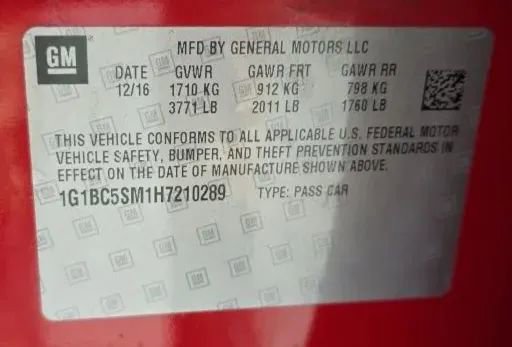 GM
MFD BY GENERAL MOTORS LLC
DATE GVWR GAWR FRT GAWR RR
12/16 1710 KG 912 KG 798 KG
3771 LB 2011 LB 1760 LB
THIS VEHICLE CONFORMS TO ALL APPLICABLE U.S. FEDERAL MOTOR
VEHICLE SAFETY, BUMPER, AND THEFT PREVENTION STANDARDS IN
EFFECT ON THE DATE OF MANUFACTURE SHOWN ABOVE.
1G1BC5SM1H7210289 TYPE: PASS CAR